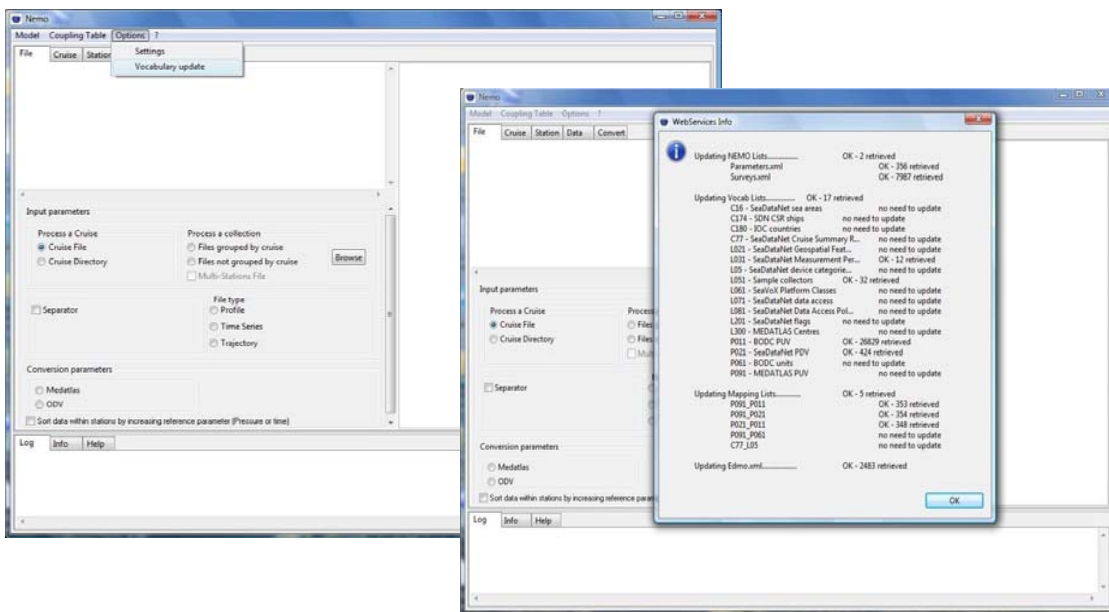 Nemo
Model Coupling Table Options ?
Settings
Vocabulary update
File Cruise Station
Input parameters
Process a Cruise
Cruise File
Cruise Directory
Process a collection
Files grouped by cruise
Files not grouped by cruise
Multi-Stations File
Browse
Separator
File type
Profile
Time Series
Trajectory
Conversion parameters
Medatlas
ODV
Sort data within stations by increasing reference parameter (Pressure or time)
Log Info Help
Nemo
Model Coupling Table Options ?
File Cruise Station Data Convert
Input parameters
Process a Cruise
Cruise File
Cruise Directory
Separator
Conversion parameters
Medatlas
ODV
Sort data within stations by increasing reference
Log Info Help
WebServices Info
Updating NEMO Lists............... OK - 2 retrieved
Parameters.xml OK - 356 retrieved
Surveys.xml OK - 7987 retrieved
Updating Vocab Lists.............. OK - 17 retrieved
C16 - SeaDataNet sea areas no need to update
C174 - SDN CSR ships no need to update
C180 - IOC countries no need to update
C77 - SeaDataNet Cruise Summary R... no need to update
L021 - SeaDataNet Geospatial Feat... no need to update
L031 - SeaDataNet Measurement Per... OK - 12 retrieved
L05 - SeaDataNet device categorie... no need to update
L051 - Sample collectors OK - 32 retrieved
L061 - SeaVoX Platform Classes no need to update
L071 - SeaDataNet data access no need to update
L081 - SeaDataNet Data Access Pol... no need to update
L201 - SeaDataNet flags no need to update
L300 - MEDATLAS Centres no need to update
P011 - BODC PUV OK - 26829 retrieved
P021 - SeaDataNet PDV OK - 424 retrieved
P061 - BODC units no need to update
P091 - MEDATLAS PUV no need to update
Updating Mapping Lists.............. OK - 5 retrieved
P091_P011 OK - 353 retrieved
P091_P021 OK - 354 retrieved
P021_P011 OK - 348 retrieved
P091_P061 no need to update
C77_L05 no need to update
Updating Edmo.xml............... OK - 2483 retrieved
OK